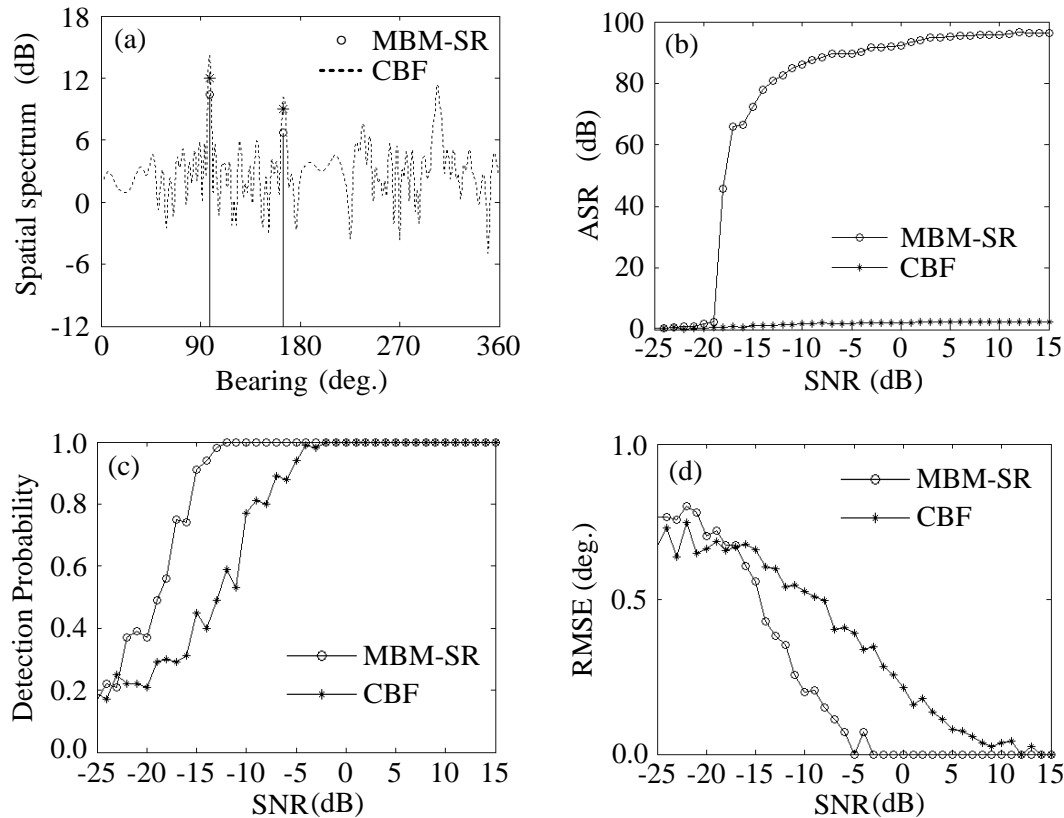 (a)
MBM-SR
CBF
Spatial spectrum (dB)
18
12
6
0
-6
-12
0
90
180
270
360
Bearing (deg.)
(b)
MBM-SR
CBF
ASR (dB)
100
80
60
40
20
0
-25
-20
-15
-10
-5
0
5
10
15
SNR (dB)
(c)
MBM-SR
CBF
Detection Probability
1.0
0.8
0.6
0.4
0.2
0.0
-25
-20
-15
-10
-5
0
5
10
15
SNR(dB)
(d)
MBM-SR
CBF
RMSE (deg.)
1.0
0.5
0.0
-25
-20
-15
-10
-5
0
5
10
15
SNR(dB)